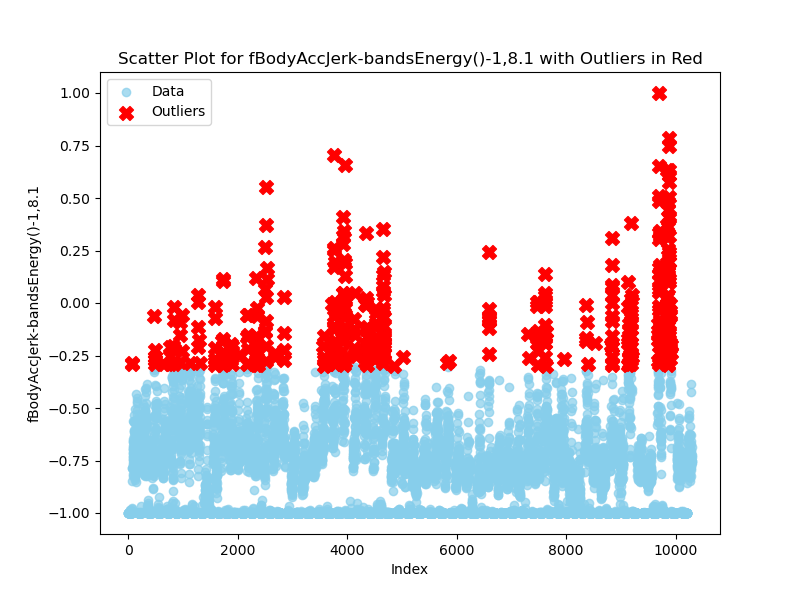 Scatter Plot for fBodyAccJerk-bandsEnergy()-1,8.1 with Outliers in Red
Data
Outliers
fBodyAccJerk-bandsEnergy()-1,8.1
1.00
0.75
0.50
0.25
0.00
−0.25
−0.50
−0.75
−1.00
0 2000 4000 6000 8000 10000
Index